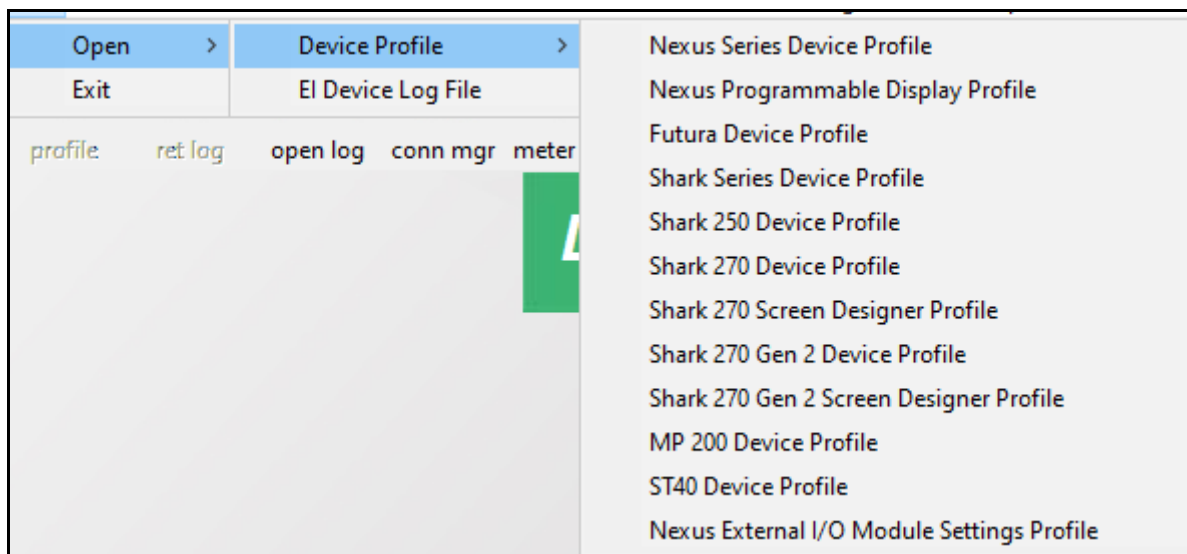 Open > Device Profile > Nexus Series Device Profile
Exit EI Device Log File Nexus Programmable Display Profile
Futura Device Profile
profile ret log open log conn mgr meter
Shark Series Device Profile
Shark 250 Device Profile
Shark 270 Device Profile
Shark 270 Screen Designer Profile
Shark 270 Gen 2 Device Profile
Shark 270 Gen 2 Screen Designer Profile
MP 200 Device Profile
ST40 Device Profile
Nexus External I/O Module Settings Profile